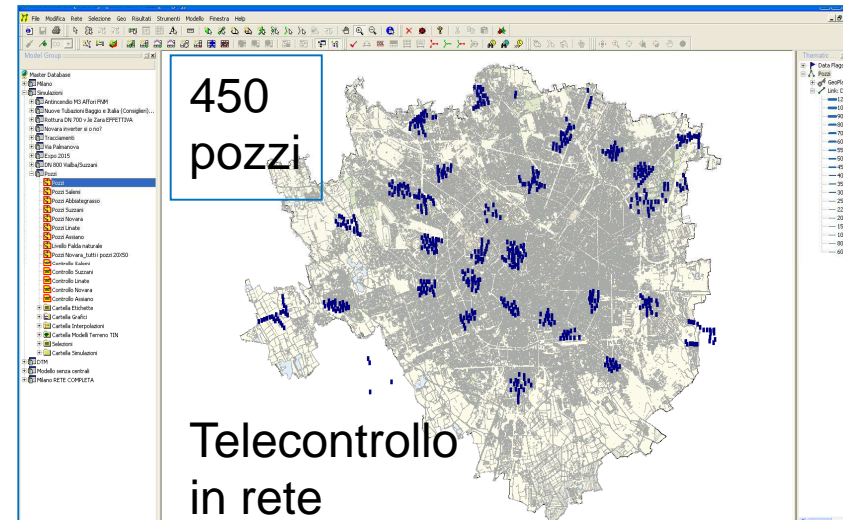 File Modifica Rete Selezione Geo Risultati Strumenti Modello Finestra Help
Model Group
Master Database
Milano
Simulazioni
Antincendio M3 Affori FNM
Nuove Tubazioni Baggio e Italia (Consiglieri)...
Rottura DN 700 v.le Zara EFFETTIVA
Novara inverter si o no?
Tracciamenti
Via Palmanova
Expo 2015
DN 800 Vialba/Suzzani
Pozzi
Pozzi
Pozzi Salemi
Pozzi Abbiategrasso
Pozzi Suzzani
Pozzi Novara
Pozzi Linate
Pozzi Assiano
Livello Falda naturale
Pozzi Novara_tutti i pozzi 20X50
Controllo Salemi
Controllo Suzzani
Controllo Linate
Controllo Novara
Controllo Assiano
Cartella Etichette
Cartella Grafici
Cartella Interpolazioni
Cartella Modelli Terreno TIN
Selezioni
Cartella Simulazioni
DTM
Modello senza centrali
Milano RETE COMPLETA
450
pozzi
Telecontrollo
in rete
Thematic
Data Flags
Pozzi
GeoPla
Link: D